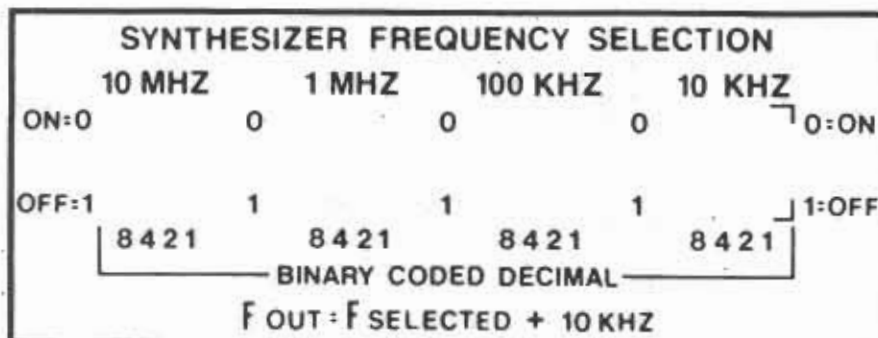 SYNTHESIZER FREQUENCY SELECTION
10 MHZ 1 MHZ 100 KHZ 10 KHZ
ON=0 0 0 0 0=ON
OFF=1 1 1 1 1=OFF
8421 8421 8421 8421
BINARY CODED DECIMAL
F OUT = F SELECTED + 10 KHZ